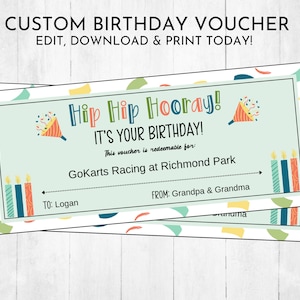 CUSTOM BIRTHDAY VOUCHER
EDIT, DOWNLOAD & PRINT TODAY!
Hip Hip Hooray!
IT'S YOUR BIRTHDAY!
This voucher is redeemable for
GoKarts Racing at Richmond Park
TO: Logan
FROM: Grandpa & Grandma
Grandma